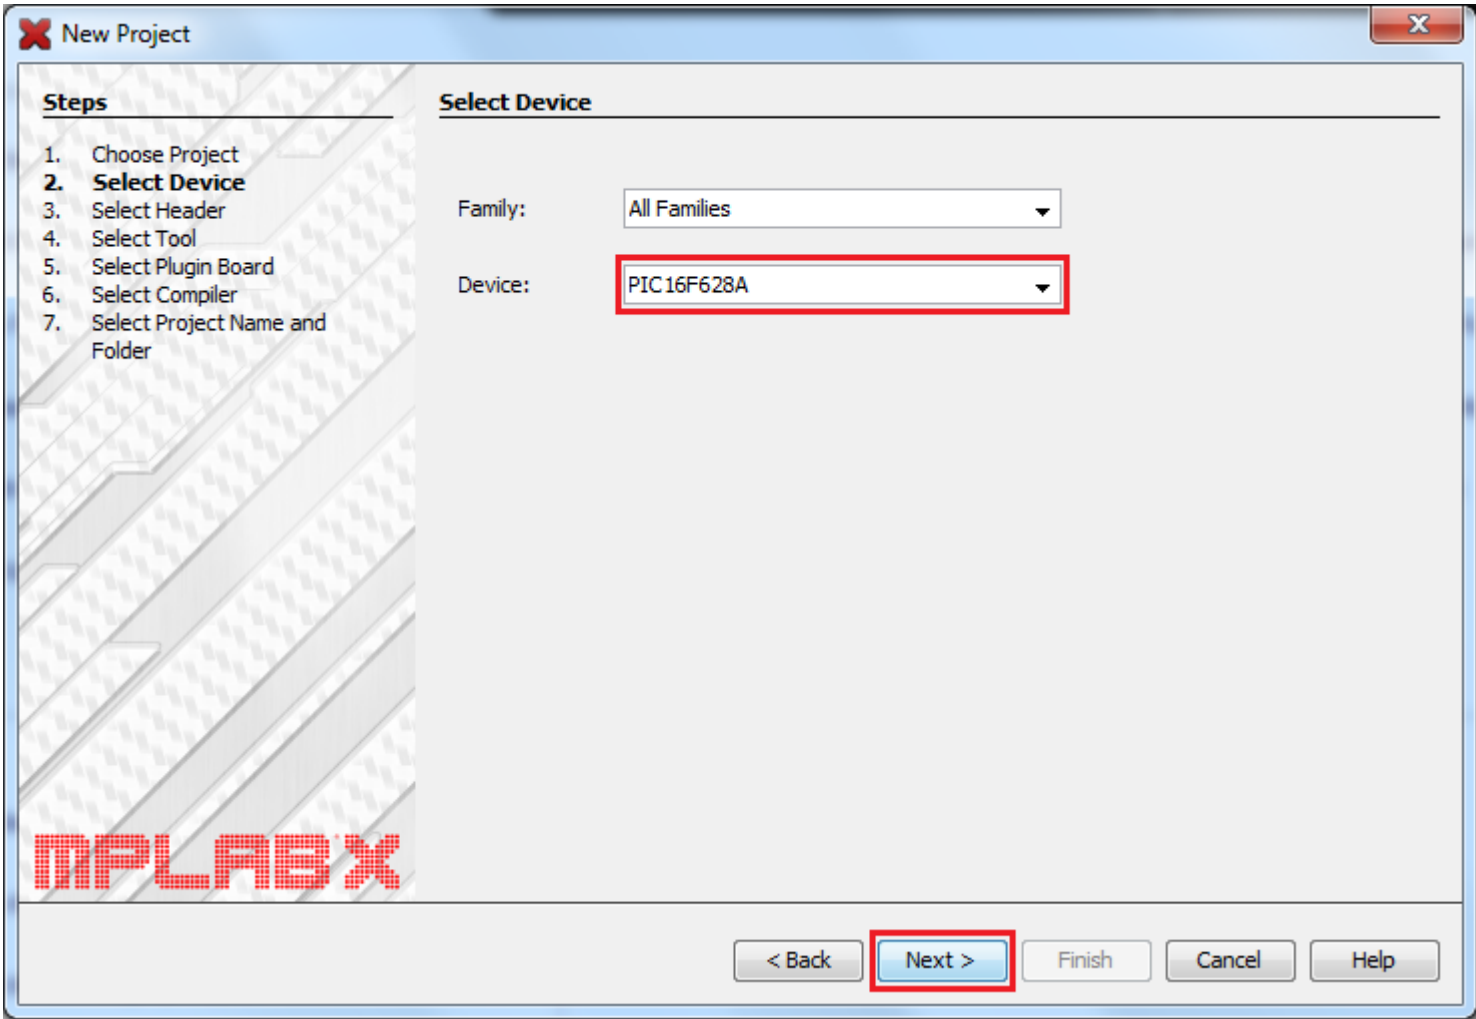 New Project
Steps
1. Choose Project
2. Select Device
3. Select Header
4. Select Tool
5. Select Plugin Board
6. Select Compiler
7. Select Project Name and
Folder
MPLAB X
Select Device
Family: All Families
Device: PIC16F628A
< Back Next > Finish Cancel Help